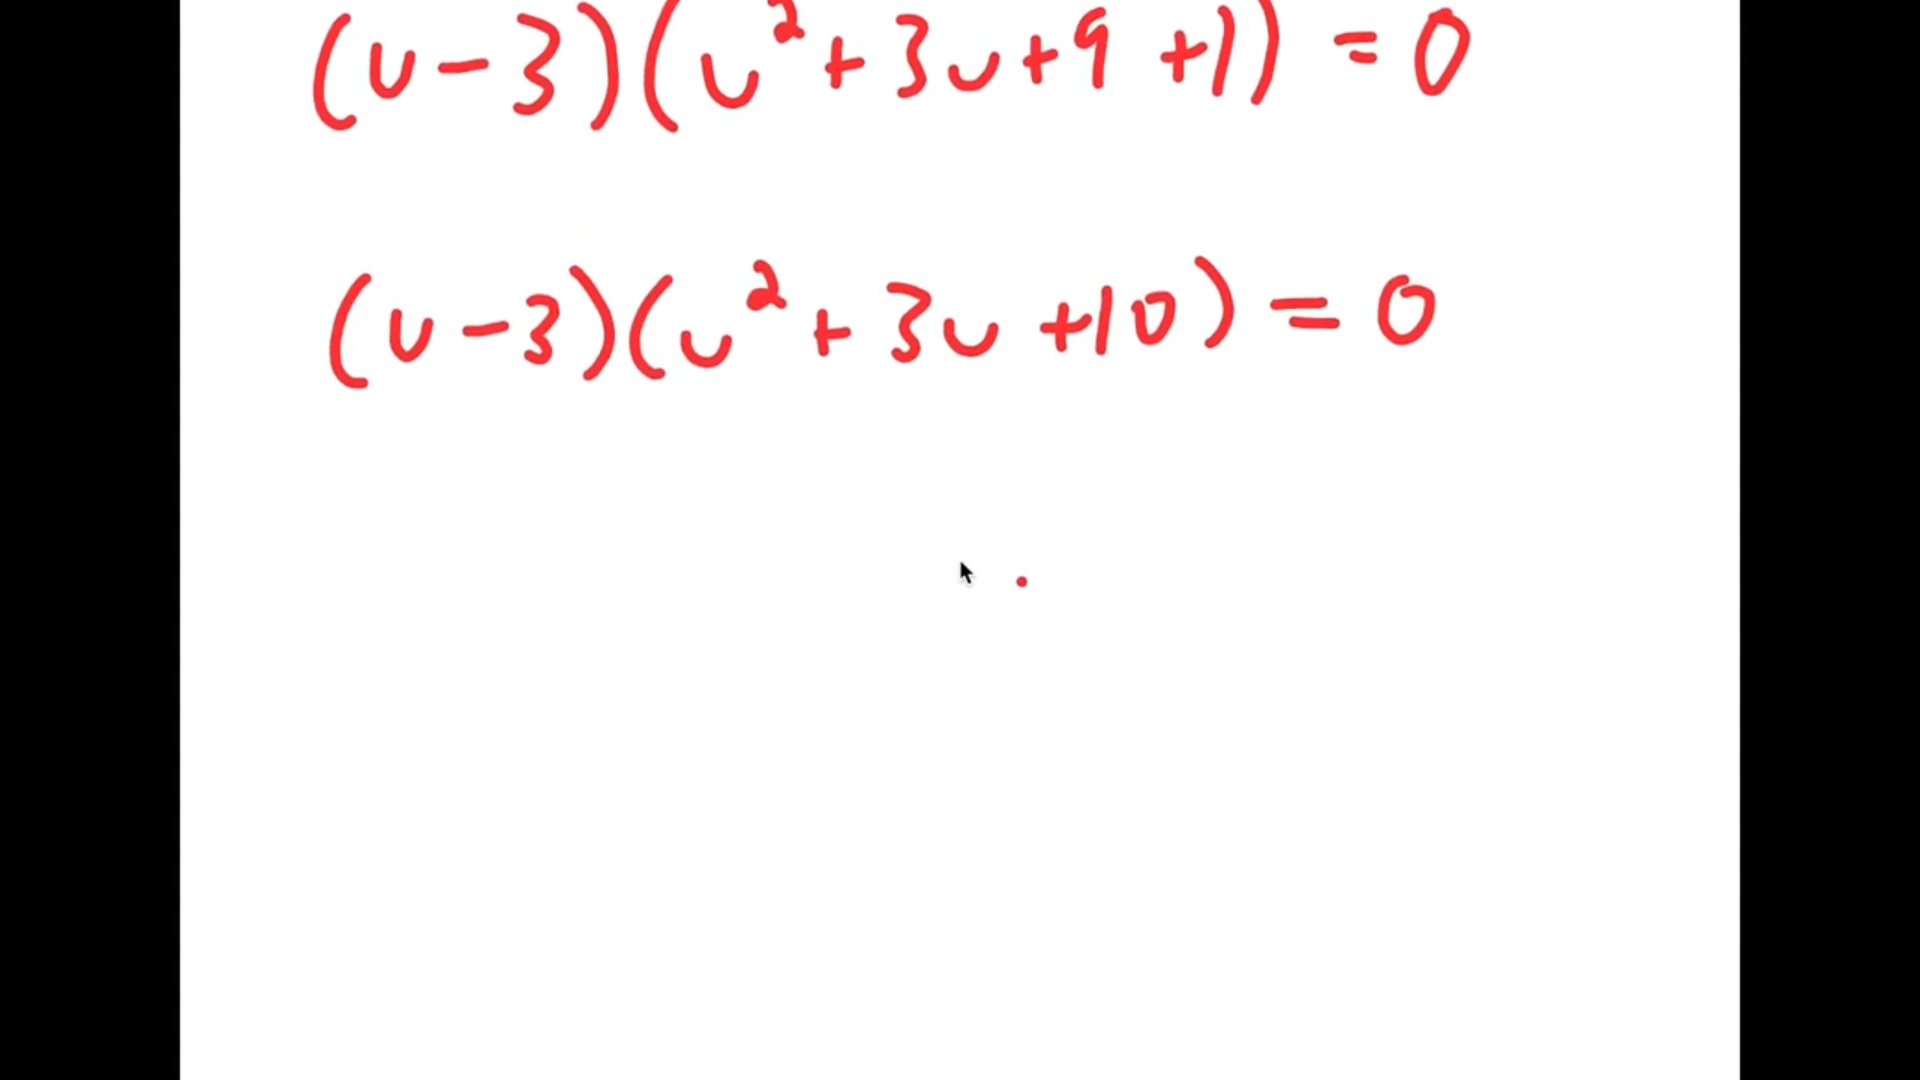 (u-3)(u²+3u+9+1) = 0
(u-3)(u²+3u+10) = 0